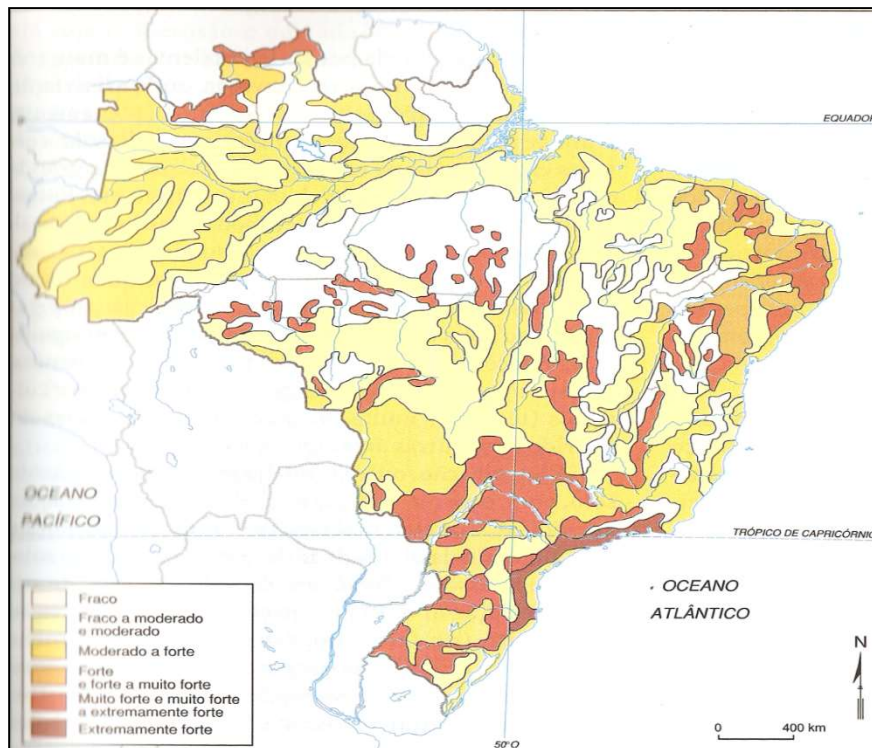 EQUADOR
OCEANO
PACÍFICO
TRÓPICO DE CAPRICÓRNIO
OCEANO
ATLÂNTICO
Fraco
Fraco a moderado
e moderado
Moderado a forte
Forte
e forte a muito forte
Muito forte e muito forte
a extremamente forte
Extremamente forte
N
0 400 km
50°O